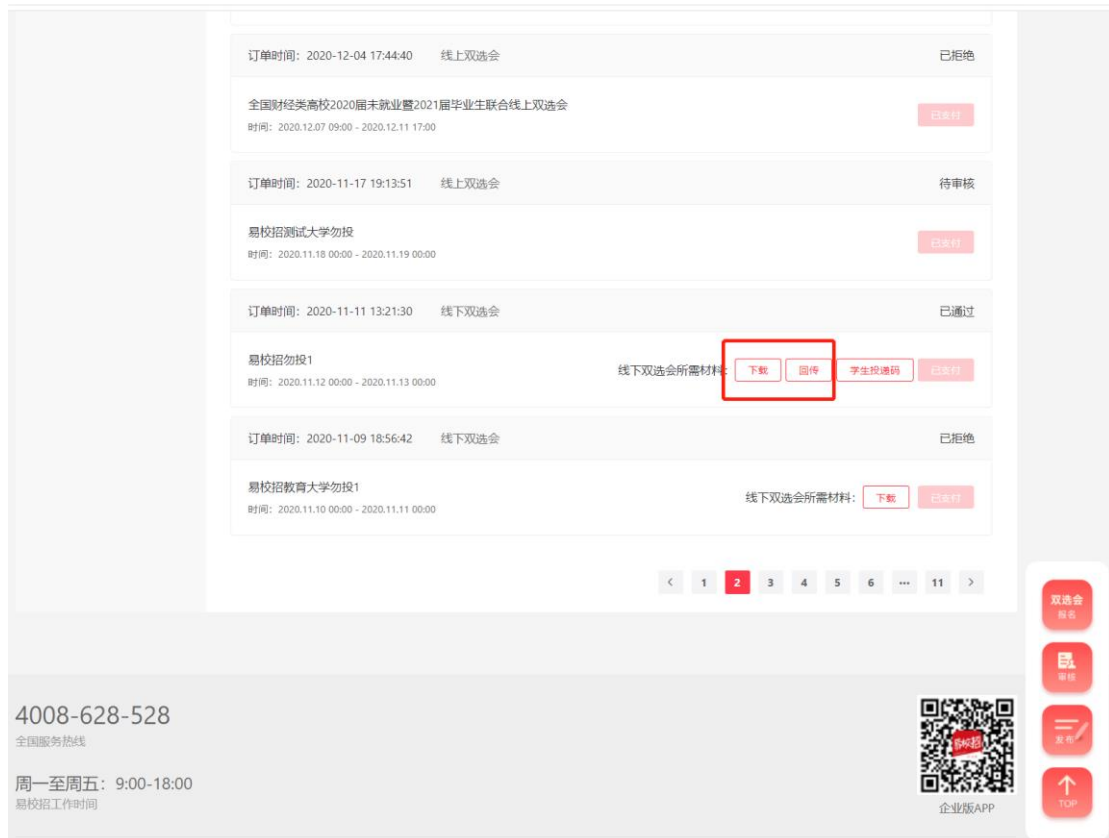 订单时间：2020-12-04 17:44:40 线上双选会 已拒绝
全国财经类高校2020届未就业暨2021届毕业生联合线上双选会
时间：2020.12.07 09:00 - 2020.12.11 17:00
已支付
订单时间：2020-11-17 19:13:51 线上双选会 待审核
易校招测试大学勿投
时间：2020.11.18 00:00 - 2020.11.19 00:00
已支付
订单时间：2020-11-11 13:21:30 线下双选会 已通过
易校招勿投1
时间：2020.11.12 00:00 - 2020.11.13 00:00
线下双选会所需材料： 下载 回传 学生投递码 已支付
订单时间：2020-11-09 18:56:42 线下双选会 已拒绝
易校招教育大学勿投1
时间：2020.11.10 00:00 - 2020.11.11 00:00
线下双选会所需材料： 下载 已支付
< 1 2 3 4 5 6 ··· 11 >
双选会
报名
审核
发布
TOP
4008-628-528
全国服务热线
周一至周五：9:00-18:00
易校招工作时间
易校招
企业版APP